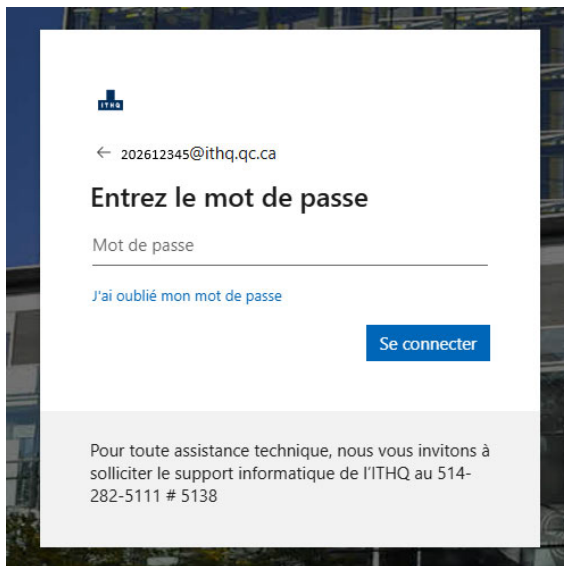 ITHQ
← 202612345@ithq.qc.ca
Entrez le mot de passe
Mot de passe
J'ai oublié mon mot de passe
Se connecter
Pour toute assistance technique, nous vous invitons à
solliciter le support informatique de l'ITHQ au 514-
282-5111 # 5138